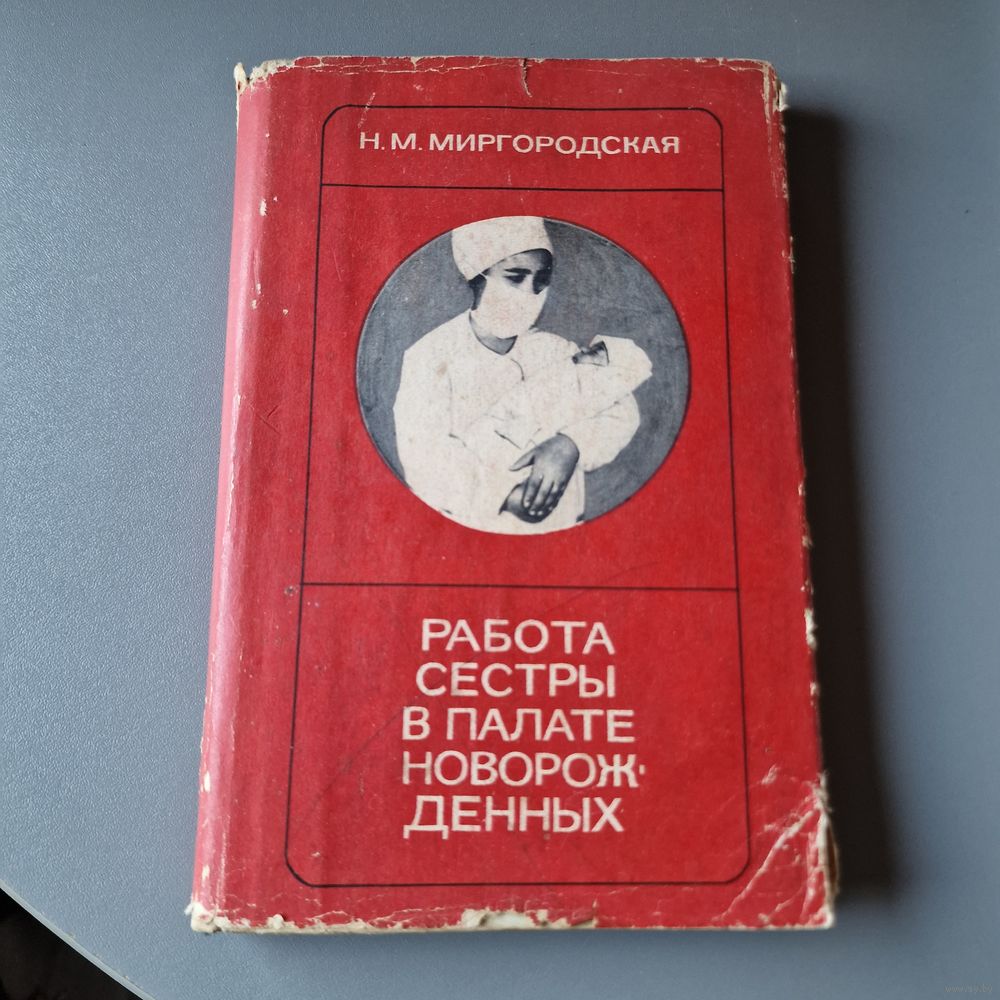 Н. М. МИРГОРОДСКАЯ
РАБОТА
СЕСТРЫ
В ПАЛАТЕ
НОВОРОЖ-
ДЕННЫХ